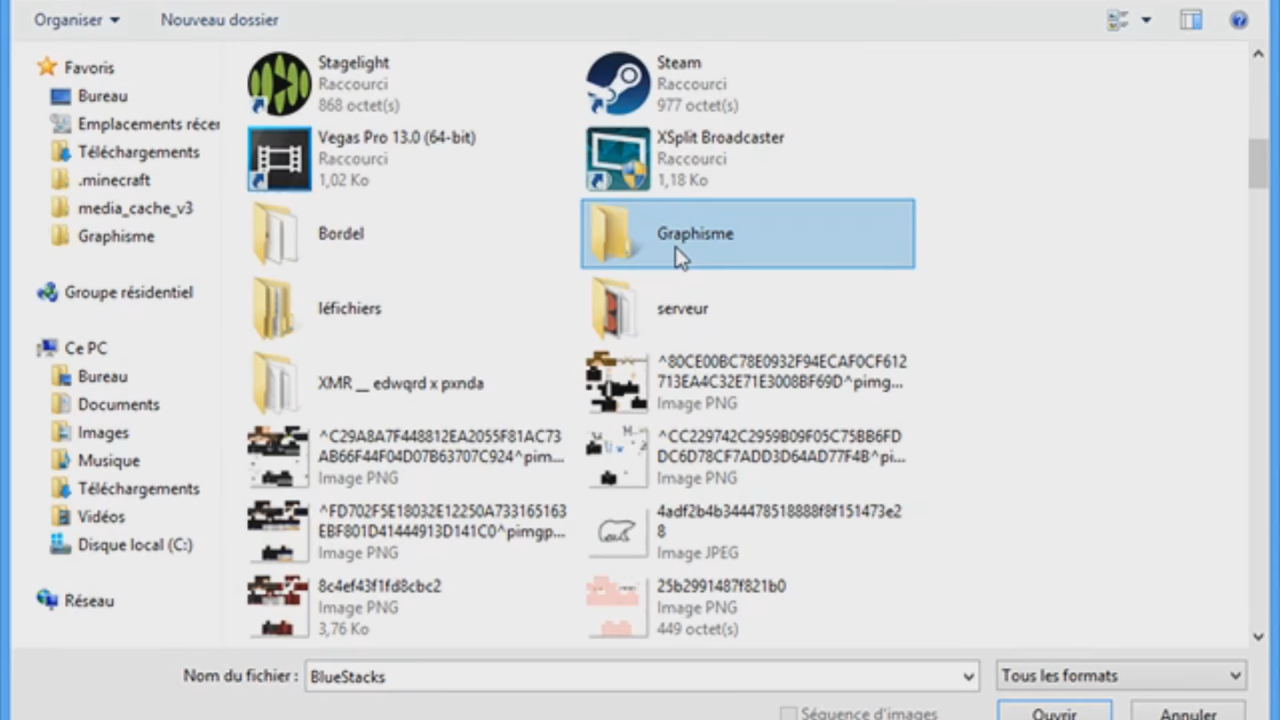 Organiser
Nouveau dossier
Favoris
Bureau
Emplacements récer
Téléchargements
.minecraft
media_cache_v3
Graphisme
Groupe résidentiel
Ce PC
Bureau
Documents
Images
Musique
Téléchargements
Vidéos
Disque local (C:)
Réseau
Stagelight
Raccourci
868 octet(s)
Steam
Raccourci
977 octet(s)
Vegas Pro 13.0 (64-bit)
Raccourci
1,02 Ko
XSplit Broadcaster
Raccourci
1,18 Ko
Bordel
Graphisme
léfichiers
serveur
XMR __ edwqrd x pxnda
^80CE00BC78E0932F94ECAF0CF612
713EA4C32E71E3008BF69D^pimg...
Image PNG
^C29A8A7F448812EA2055F81AC73
AB66F44F04D07B63707C924^pim...
Image PNG
^CC229742C2959B09F05C75BB6FD
DC6D78CF7ADD3D64AD77F4B^pi...
Image PNG
^FD702F5E18032E12250A733165163
EBF801D41444913D141C0^pimgp...
Image PNG
4adf2b4b344478518888f8f151473e2
8
Image JPEG
8c4ef43f1fd8cbc2
Image PNG
3,76 Ko
25b2991487f821b0
Image PNG
449 octet(s)
Nom du fichier :
BlueStacks
Tous les formats
Séquence d'images
Ouvrir
Annuler